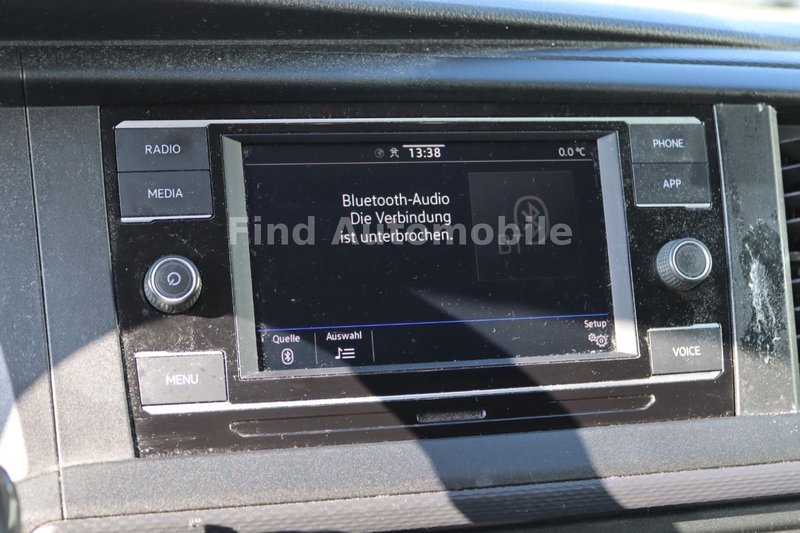 RADIO
MEDIA
MENU
13:38
0.0 °C
Bluetooth-Audio
Die Verbindung
ist unterbrochen.
BT
Quelle
Auswahl
Setup
PHONE
APP
VOICE
Find Automobile